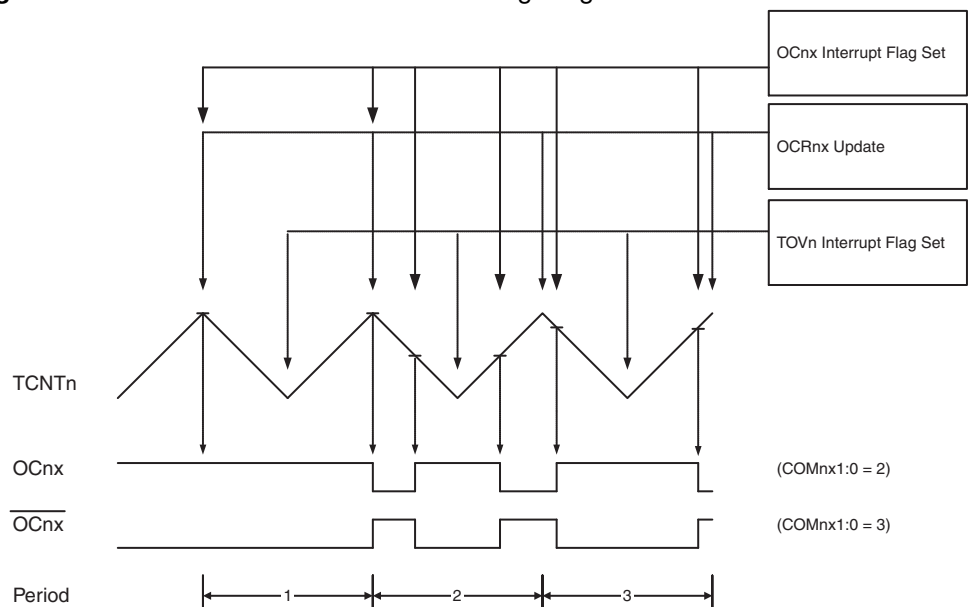 OCnx Interrupt Flag Set
OCRnx Update
TOVn Interrupt Flag Set
TCNTn
OCnx
(COMnx1:0 = 2)
OCnx
(COMnx1:0 = 3)
Period
1
2
3